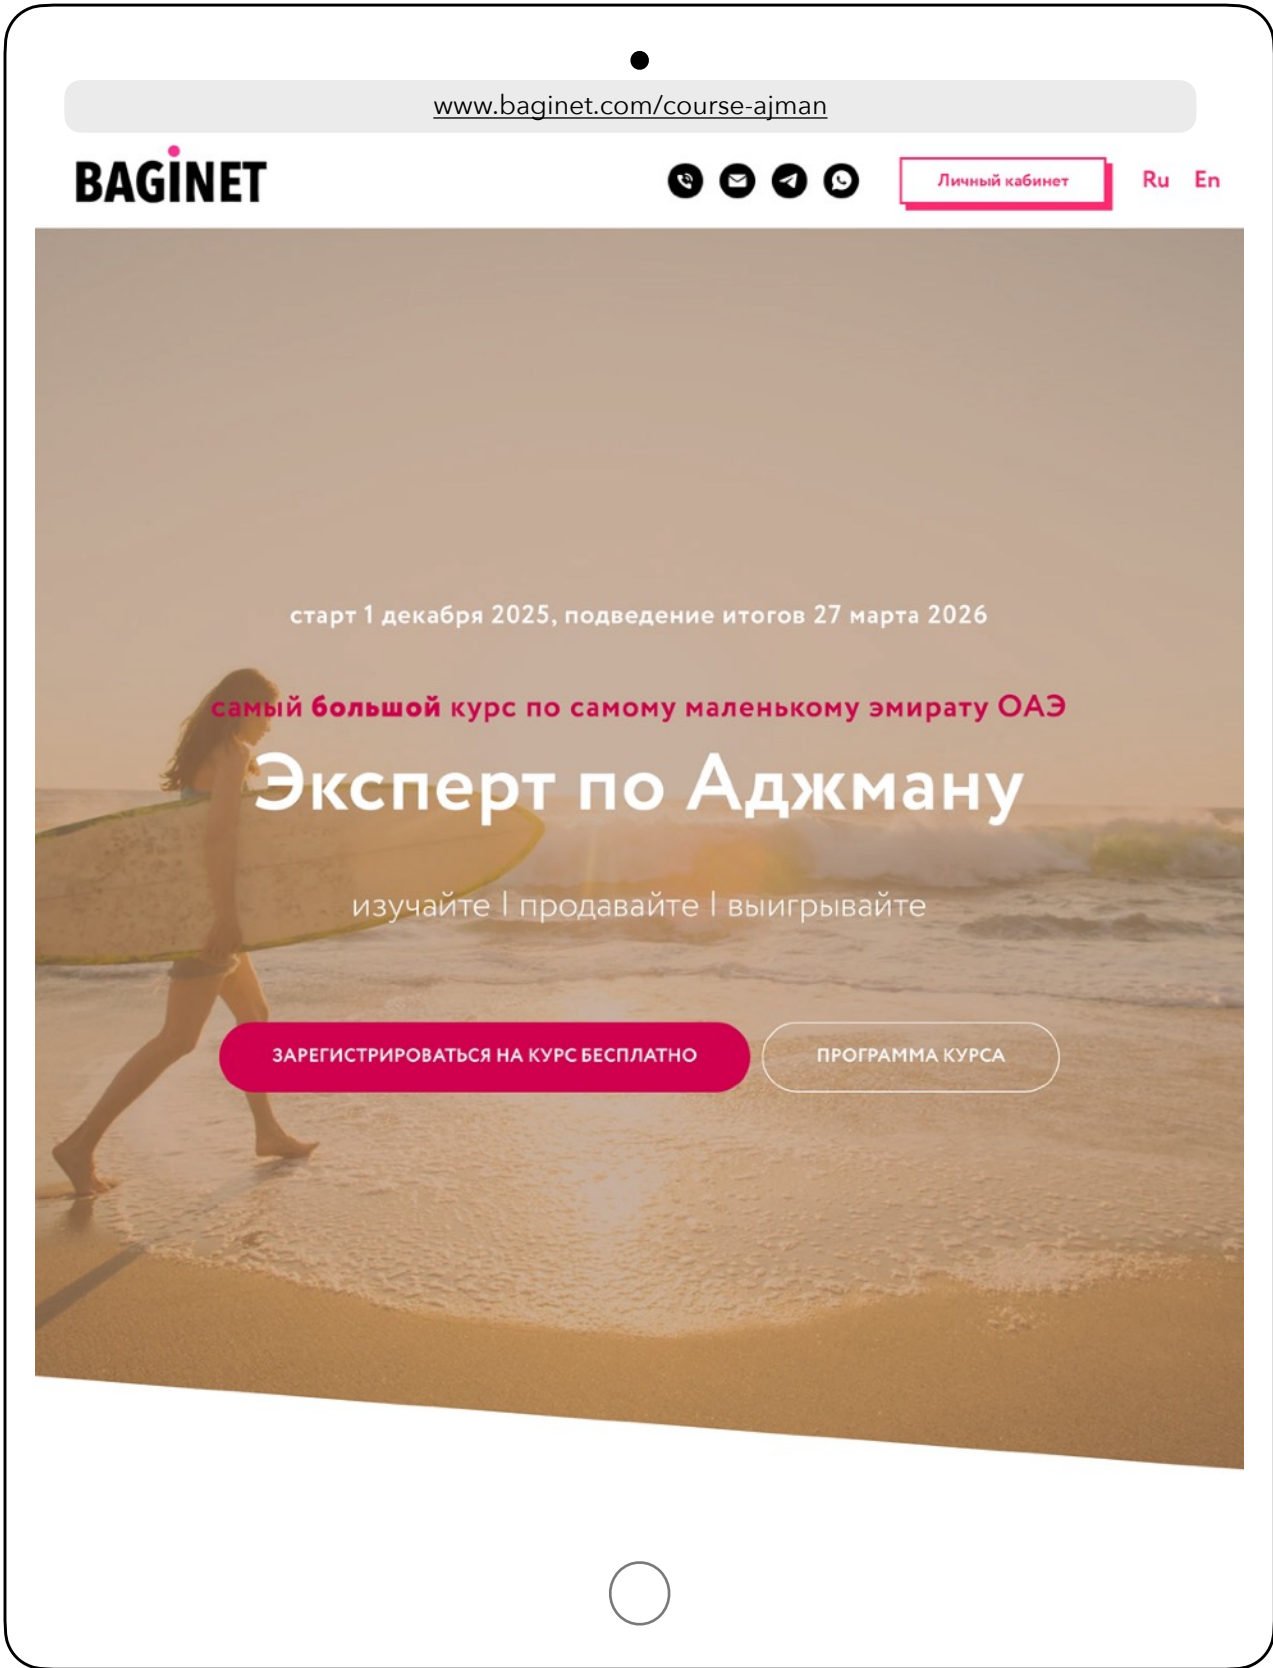 www.baginet.com/course-ajman
BAGINET
Личный кабинет
Ru En
старт 1 декабря 2025, подведение итогов 27 марта 2026
самый большой курс по самому маленькому эмирату ОАЭ
Эксперт по Аджману
изучайте | продавайте | выигрывайте
ЗАРЕГИСТРИРОВАТЬСЯ НА КУРС БЕСПЛАТНО
ПРОГРАММА КУРСА